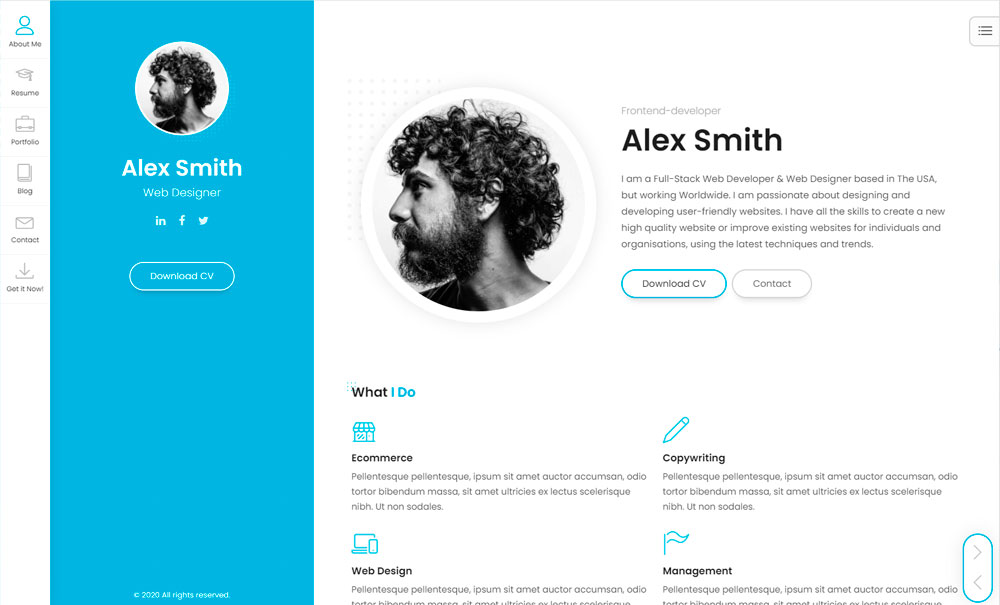 About Me
Resume
Portfolio
Blog
Contact
Get it Now!
Alex Smith
Web Designer
in f
Download CV
© 2020 All rights reserved.
Frontend-developer
Alex Smith
I am a Full-Stack Web Developer & Web Designer based in The USA,
but working Worldwide. I am passionate about designing and
developing user-friendly websites. I have all the skills to create a new
high quality website or improve existing websites for individuals and
organisations, using the latest techniques and trends.
Download CV
Contact
What I Do
Ecommerce
Pellentesque pellentesque, ipsum sit amet auctor accumsan, odio
tortor bibendum massa, sit amet ultricies ex lectus scelerisque
nibh. Ut non sodales.
Copywriting
Pellentesque pellentesque, ipsum sit amet auctor accumsan, odio
tortor bibendum massa, sit amet ultricies ex lectus scelerisque
nibh. Ut non sodales.
Web Design
Pellentesque pellentesque, ipsum sit amet auctor accumsan, odio
tortor bibendum massa, sit amet ultricies ex lectus scelerisque
Management
Pellentesque pellentesque, ipsum sit amet auctor accumsan, odio
tortor bibendum massa, sit amet ultricies ex lectus scelerisque